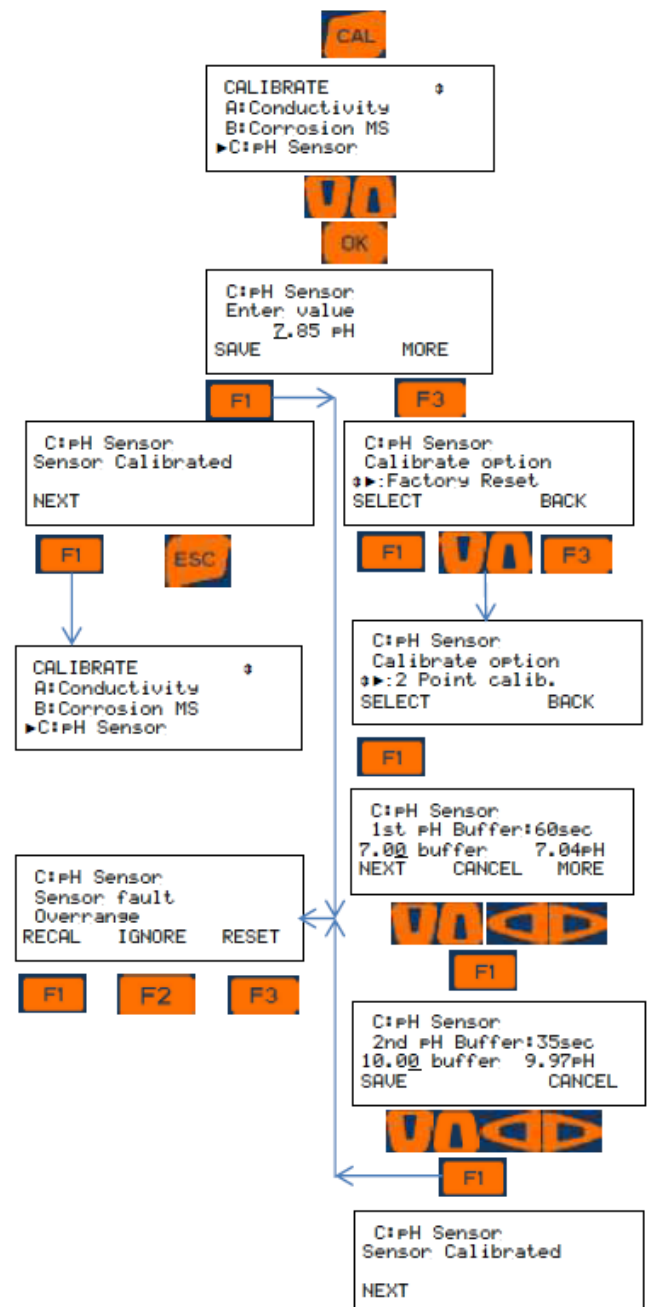 CAL
CALIBRATE ⬍
A:Conductivity
B:Corrosion MS
▶C:pH Sensor
OK
C:pH Sensor
Enter value
7.85 pH
SAVE MORE
F1 F3
C:pH Sensor
Sensor Calibrated
NEXT
F1 ESC
CALIBRATE ⬍
A:Conductivity
B:Corrosion MS
▶C:pH Sensor
C:pH Sensor
Calibrate option
⬍▶:Factory Reset
SELECT BACK
F1 F3
C:pH Sensor
Calibrate option
⬍▶:2 Point calib.
SELECT BACK
F1
C:pH Sensor
1st pH Buffer:60sec
7.00 buffer 7.04pH
NEXT CANCEL MORE
F1
C:pH Sensor
Sensor fault
Overrange
RECAL IGNORE RESET
F1 F2 F3
C:pH Sensor
2nd pH Buffer:35sec
10.00 buffer 9.97pH
SAVE CANCEL
F1
C:pH Sensor
Sensor Calibrated
NEXT